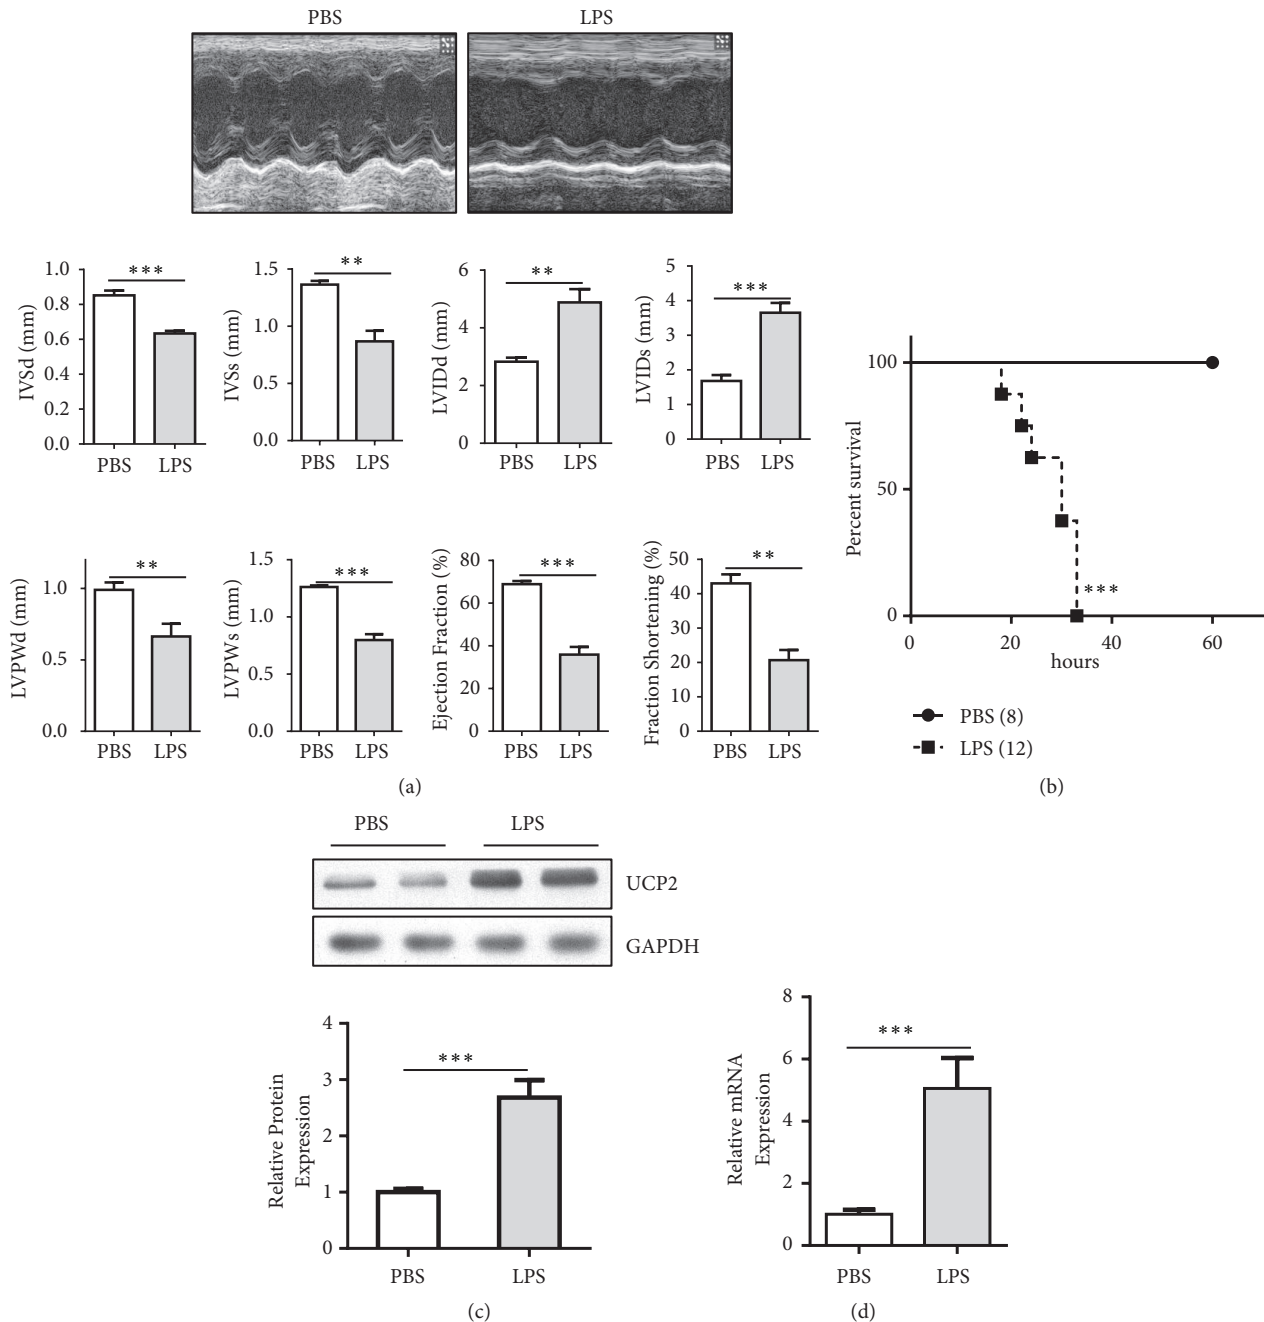 PBS
LPS
IVSd (mm)
1.0
0.8
0.6
0.4
0.2
0.0
***
PBS LPS
IVSs (mm)
1.5
1.0
0.5
0.0
**
PBS LPS
LVIDd (mm)
6
4
2
0
**
PBS LPS
LVIDs (mm)
5
4
3
2
1
0
***
PBS LPS
LVPWd (mm)
1.0
0.5
0.0
**
PBS LPS
LVPWs (mm)
1.5
1.0
0.5
0.0
***
PBS LPS
Ejection Fraction (%)
80
60
40
20
0
***
PBS LPS
Fraction Shortening (%)
50
40
30
20
10
0
**
PBS LPS
(a)
Percent survival
100
50
0
***
0 20 40 60
hours
PBS (8)
LPS (12)
(b)
PBS LPS
UCP2
GAPDH
Relative Protein
Expression
4
3
2
1
0
***
PBS LPS
(c)
Relative mRNA
Expression
8
6
4
2
0
***
PBS LPS
(d)